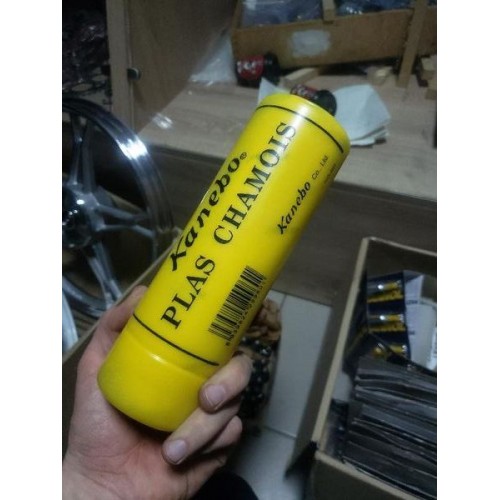 Kanebo®
PLAS CHAMOIS
Kanebo Co., Ltd